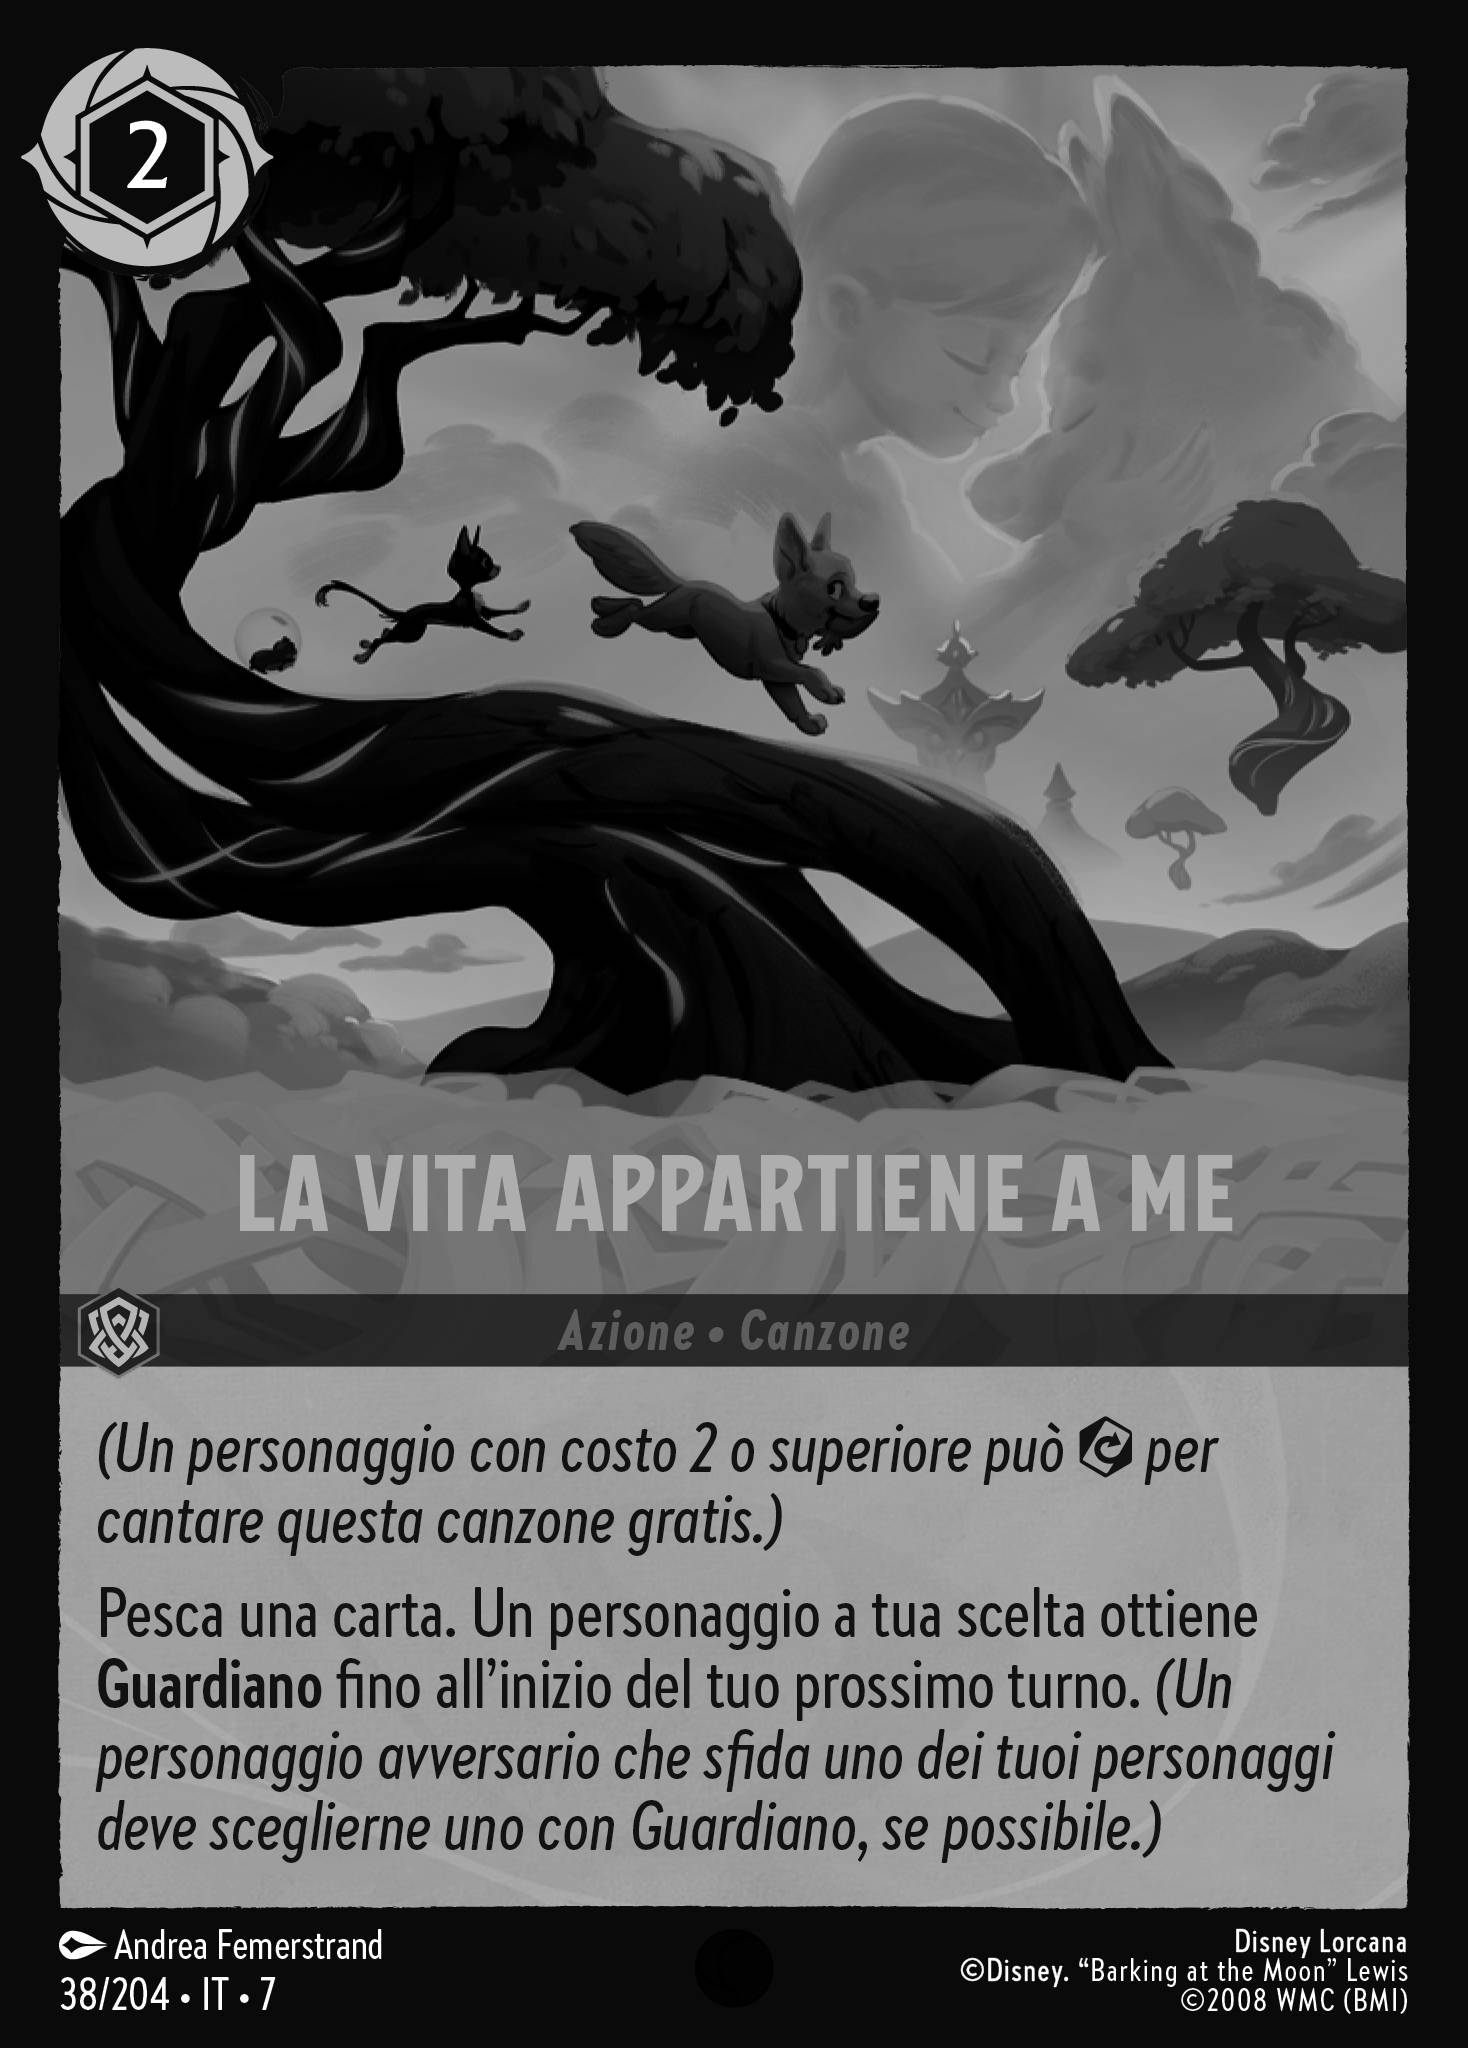 2
LA VITA APPARTIENE A ME
Azione • Canzone
(Un personaggio con costo 2 o superiore può per
cantare questa canzone gratis.)
Pesca una carta. Un personaggio a tua scelta ottiene
Guardiano fino all’inizio del tuo prossimo turno. (Un
personaggio avversario che sfida uno dei tuoi personaggi
deve sceglierne uno con Guardiano, se possibile.)
Andrea Femerstrand
38/204 • IT • 7
Disney Lorcana
©Disney. “Barking at the Moon” Lewis
©2008 WMC (BMI)